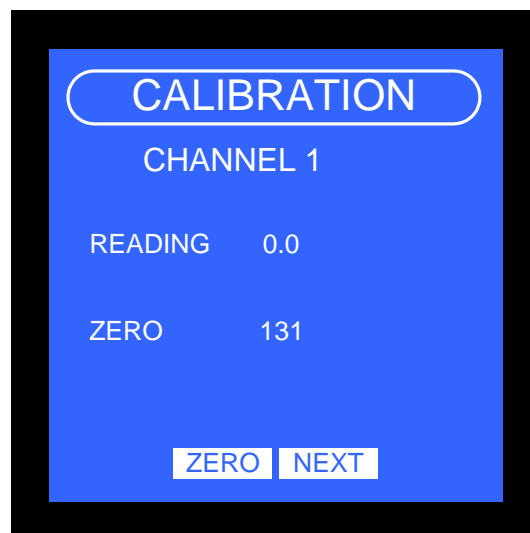 CALIBRATION
CHANNEL 1
READING 0.0
ZERO 131
ZERO NEXT